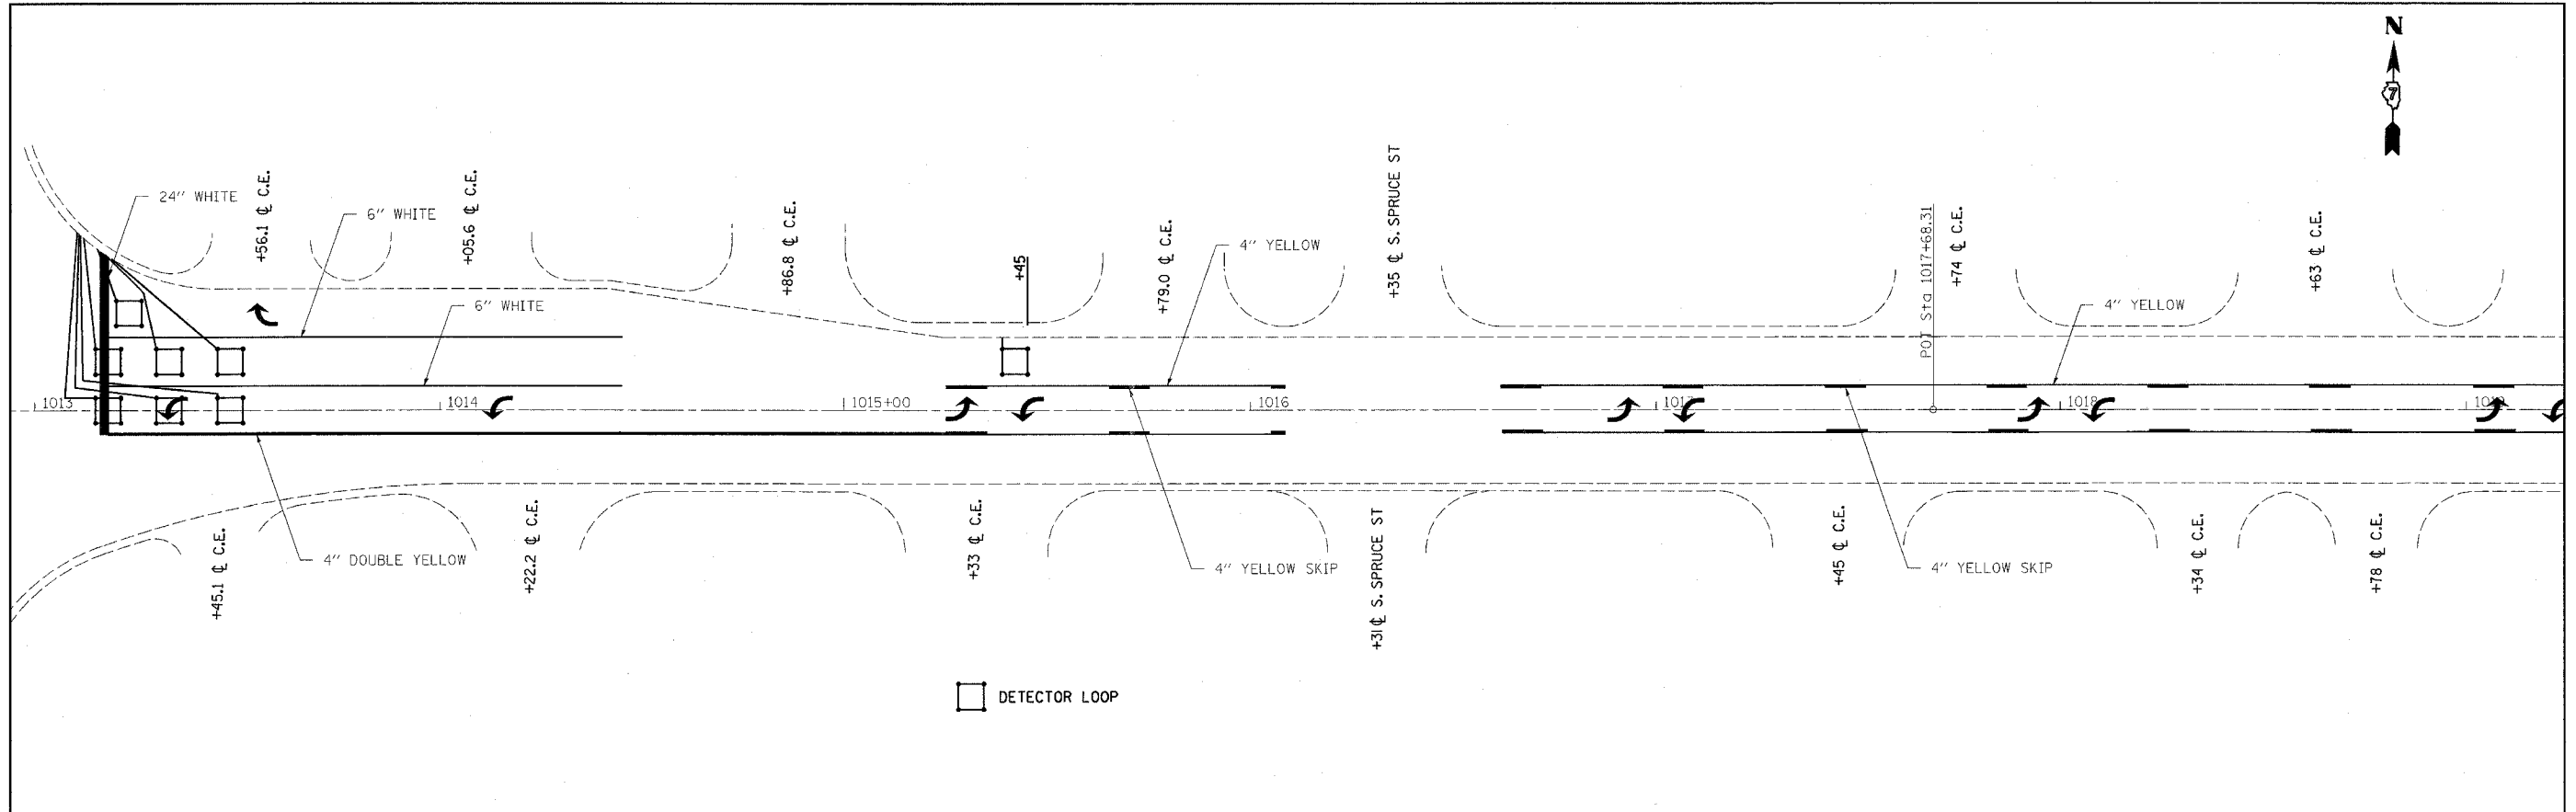 N
7
24" WHITE
+56.1 ℄ C.E.
6" WHITE
+05.6 ℄ C.E.
+86.8 ℄ C.E.
+45
+79.0 ℄ C.E.
4" YELLOW
+35 ℄ S. SPRUCE ST
POT Sta 1017+68.31
+74 ℄ C.E.
4" YELLOW
+63 ℄ C.E.
6" WHITE
1013
1014
1015+00
1016
1017
1018
1019
+45.1 ℄ C.E.
4" DOUBLE YELLOW
+22.2 ℄ C.E.
+33 ℄ C.E.
4" YELLOW SKIP
+31 ℄ S. SPRUCE ST
+45 ℄ C.E.
4" YELLOW SKIP
+34 ℄ C.E.
+78 ℄ C.E.
DETECTOR LOOP